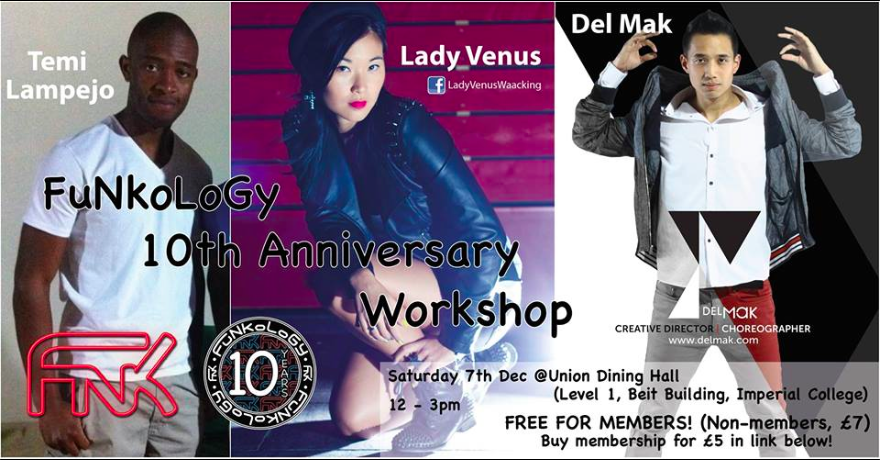 Temi
Lampejo
Lady Venus
LadyVenusWaacking
Del Mak
FuNkoLoGy
10th Anniversary
Workshop
FNK
FUNKoLoGY
10
YEARS
FUNKoLoGY
DELMAK
CREATIVE DIRECTOR | CHOREOGRAPHER
www.delmak.com
Saturday 7th Dec @Union Dining Hall
(Level 1, Beit Building, Imperial College)
12 - 3pm
FREE FOR MEMBERS! (Non-members, £7)
Buy membership for £5 in link below!